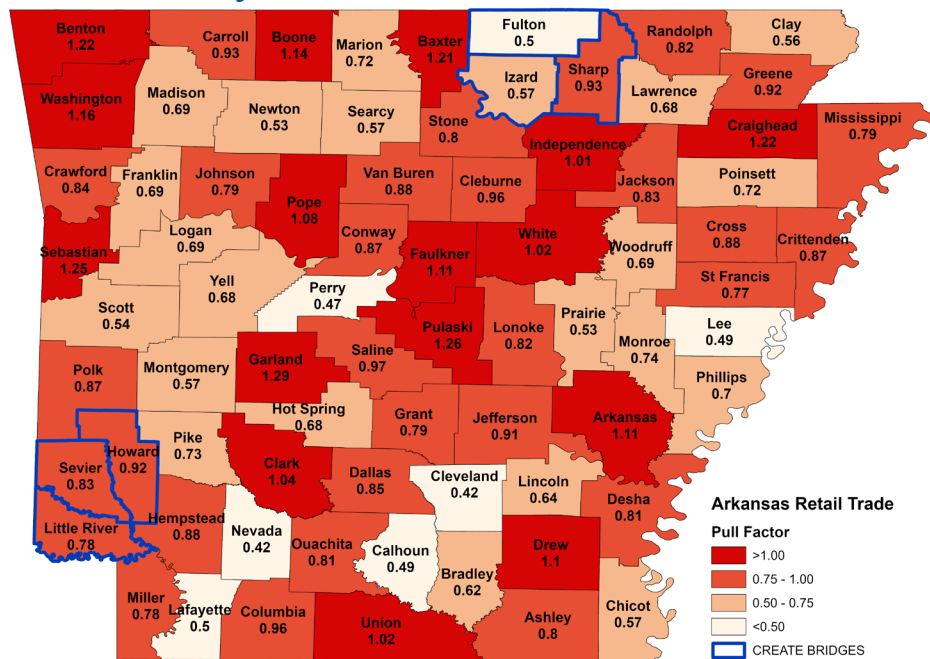 Benton
1.22
Carroll
0.93
Boone
1.14
Marion
0.72
Baxter
1.21
Fulton
0.5
Randolph
0.82
Clay
0.56
Washington
1.16
Madison
0.69
Newton
0.53
Searcy
0.57
Stone
0.8
Izard
0.57
Sharp
0.93
Lawrence
0.68
Greene
0.92
Craighead
1.22
Mississippi
0.79
Crawford
0.84
Franklin
0.69
Johnson
0.79
Pope
1.08
Van Buren
0.88
Cleburne
0.96
Independence
1.01
Jackson
0.83
Poinsett
0.72
Sebastian
1.25
Logan
0.69
Conway
0.87
Faulkner
1.11
White
1.02
Woodruff
0.69
Cross
0.88
Crittenden
0.87
St Francis
0.77
Scott
0.54
Yell
0.68
Perry
0.47
Pulaski
1.26
Lonoke
0.82
Prairie
0.53
Monroe
0.74
Lee
0.49
Phillips
0.7
Polk
0.87
Montgomery
0.57
Garland
1.29
Saline
0.97
Hot Spring
0.68
Grant
0.79
Jefferson
0.91
Arkansas
1.11
Sevier
0.83
Howard
0.92
Pike
0.73
Clark
1.04
Dallas
0.85
Cleveland
0.42
Lincoln
0.64
Desha
0.81
Little River
0.78
Hempstead
0.88
Nevada
0.42
Ouachita
0.81
Calhoun
0.49
Bradley
0.62
Drew
1.1
Miller
0.78
Lafayette
0.5
Columbia
0.96
Union
1.02
Ashley
0.8
Chicot
0.57
Arkansas Retail Trade
Pull Factor
>1.00
0.75 - 1.00
0.50 - 0.75
<0.50
CREATE BRIDGES